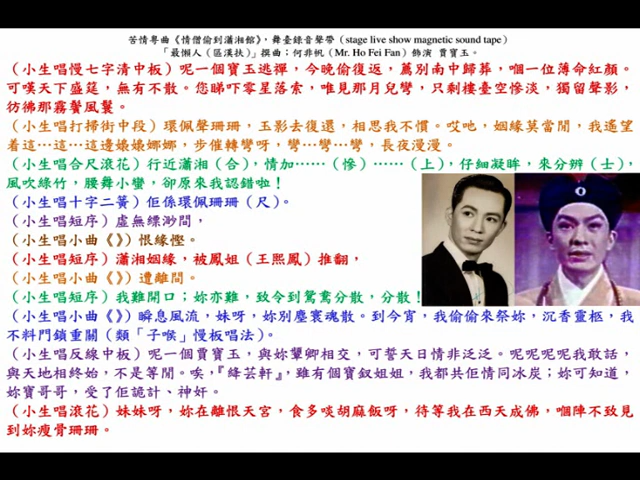 苦情粵曲《情僧偷到瀟湘館》，舞臺錄音聲帶（stage live show magnetic sound tape）
「最懶人（區漢扶）」撰曲；何非帆（Mr. Ho Fei Fan）飾演 賈寶玉。
（小生唱慢七字清中板）呢一個寶玉逃禪，今晚偷復返，薦別南中歸葬，嗰一位薄命紅顏。
可嘆天下盛筵，無有不散。您睇吓零星落索，唯見那月兒彎，只剩樓臺空慘淡，獨留聲影，
彷彿那霧鬢風鬟。
（小生唱打掃街中段）環佩聲珊珊，玉影去復還，相思我不慣。哎吔，姻緣莫當閒，我遙望
着這…這…這邊嬝嬝娜娜，步催轉彎呀，彎…彎…彎，長夜漫漫。
（小生唱合尺滾花）行近瀟湘（合），情加……（慘）……（上），仔細凝眸，來分辨（士），
風吹綠竹，腰舞小蠻，卻原來我認錯啦！
（小生唱十字二簧）佢係環佩珊珊（尺）。
（小生唱短序）虛無縹渺間，
（小生唱小曲《》）恨緣慳。
（小生唱短序）瀟湘姻緣，被鳳姐（王熙鳳）推翻，
（小生唱小曲《》）遭離間。
（小生唱短序）我難開口；妳亦難，致令到鴛鴦分散，分散！
（小生唱小曲《》）瞬息風流，妹呀，妳別塵寰魂散。到今宵，我偷偷來祭妳，沉香靈柩，我
不料門鎖重關（類「子喉」慢板唱法）。
（小生唱反線中板）呢一個賈寶玉，與妳顰卿相交，可誓天日情非泛泛。呢呢呢呢我敢話，
與天地相終始，不是等閒。唉，『絳芸軒』，雖有個寶釵姐姐，我都共佢情同冰炭；妳可知道，
妳寶哥哥，受了佢詭計、神奸。
（小生唱滾花）妹妹呀，妳在離恨天宮，食多啖胡麻飯呀，待等我在西天成佛，嗰陣不致見
到妳瘦骨珊珊。